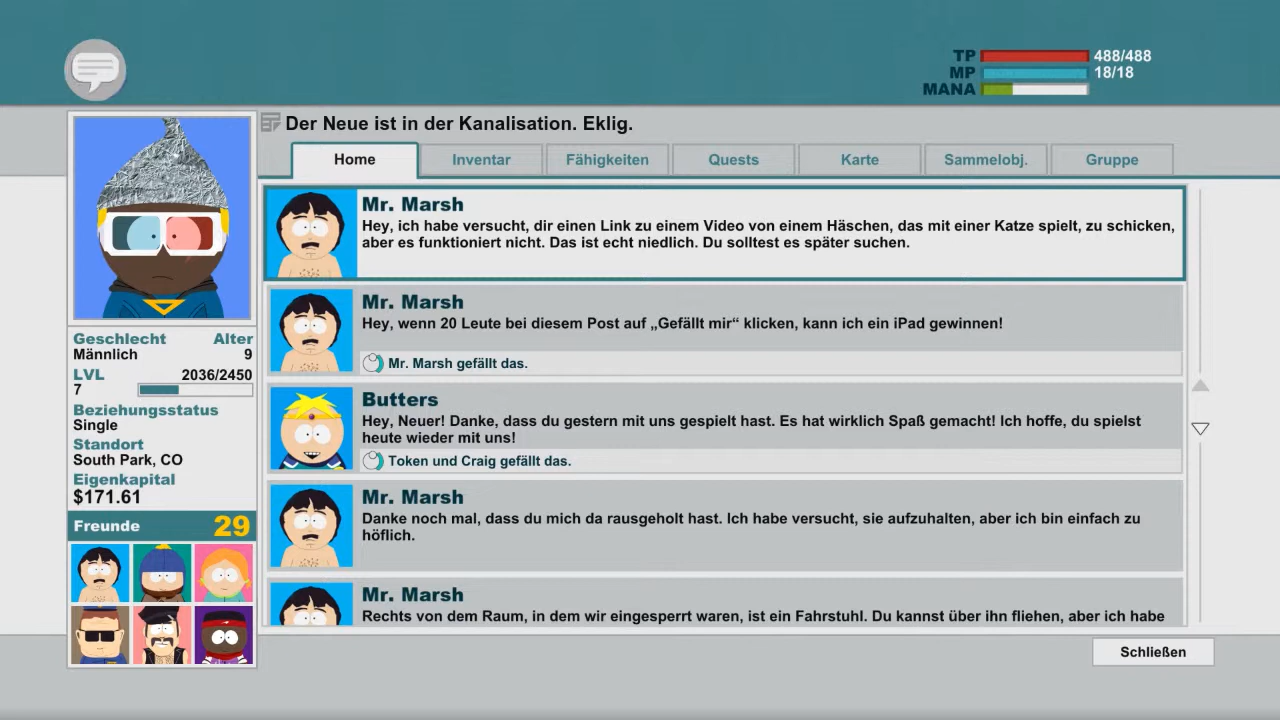 TP 488/488
MP 18/18
MANA
Der Neue ist in der Kanalisation. Eklig.
Home Inventar Fähigkeiten Quests Karte Sammelobj. Gruppe
Geschlecht Alter
Männlich 9
LVL 2036/2450
7
Beziehungsstatus
Single
Standort
South Park, CO
Eigenkapital
$171.61
Freunde 29
Mr. Marsh
Hey, ich habe versucht, dir einen Link zu einem Video von einem Häschen, das mit einer Katze spielt, zu schicken,
aber es funktioniert nicht. Das ist echt niedlich. Du solltest es später suchen.
Mr. Marsh
Hey, wenn 20 Leute bei diesem Post auf „Gefällt mir“ klicken, kann ich ein iPad gewinnen!
Mr. Marsh gefällt das.
Butters
Hey, Neuer! Danke, dass du gestern mit uns gespielt hast. Es hat wirklich Spaß gemacht! Ich hoffe, du spielst
heute wieder mit uns!
Token und Craig gefällt das.
Mr. Marsh
Danke noch mal, dass du mich da rausgeholt hast. Ich habe versucht, sie aufzuhalten, aber ich bin einfach zu
höflich.
Mr. Marsh
Rechts von dem Raum, in dem wir eingesperrt waren, ist ein Fahrstuhl. Du kannst über ihn fliehen, aber ich habe
Schließen